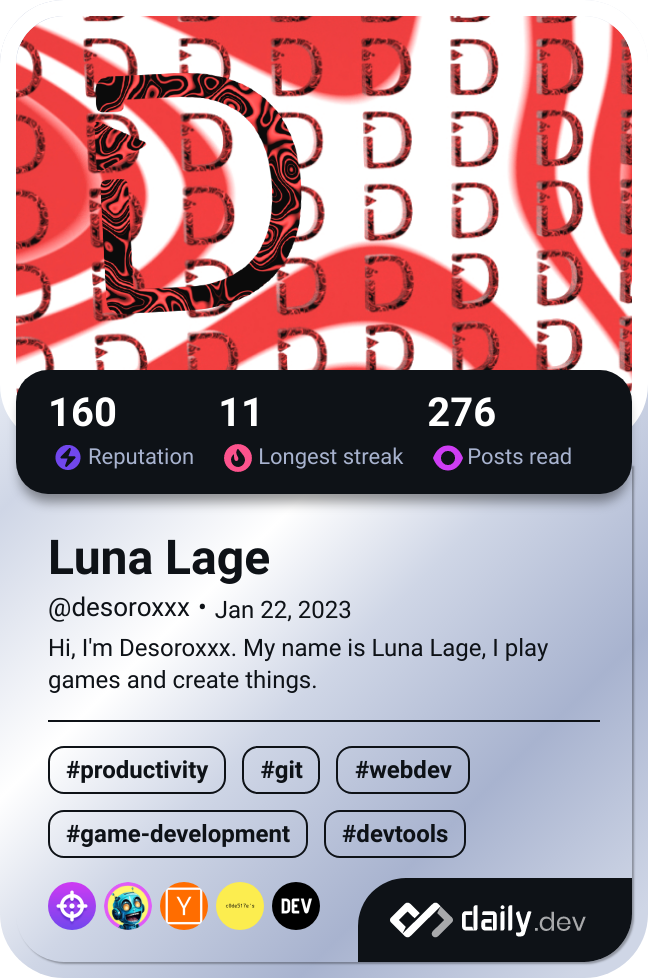 D
160 11 276
Reputation Longest streak Posts read
Luna Lage
@desoroxxx • Jan 22, 2023
Hi, I'm Desoroxxx. My name is Luna Lage, I play
games and create things.
#productivity #git #webdev
#game-development #devtools
Y DEV
daily.dev